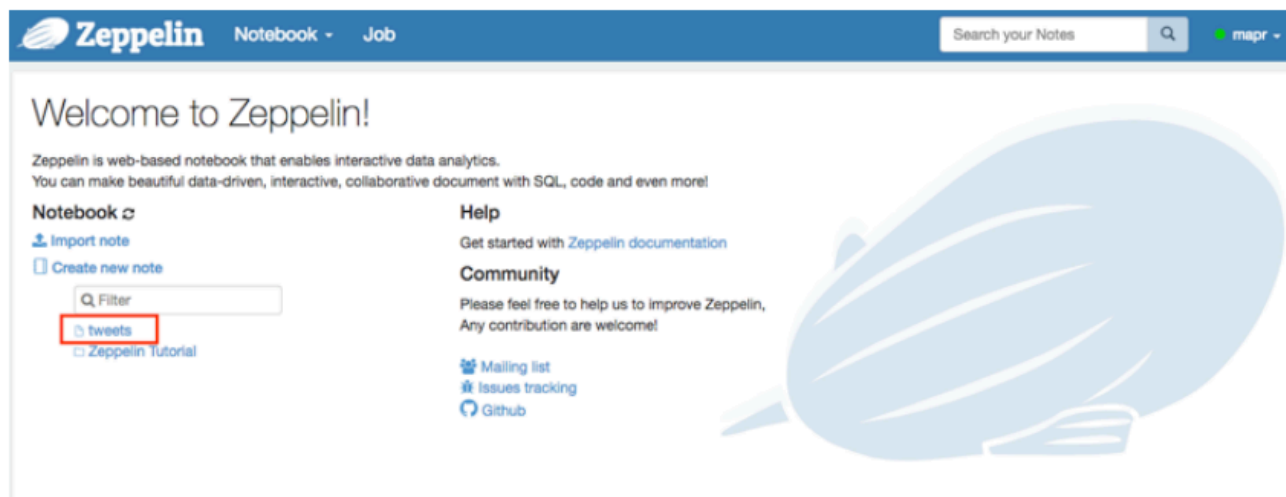 Zeppelin Notebook Job Search your Notes mapr
Welcome to Zeppelin!
Zeppelin is web-based notebook that enables interactive data analytics.
You can make beautiful data-driven, interactive, collaborative document with SQL, code and even more!
Notebook
Import note
Create new note
Filter
tweets
Zeppelin Tutorial
Help
Get started with Zeppelin documentation
Community
Please feel free to help us to improve Zeppelin,
Any contribution are welcome!
Mailing list
Issues tracking
Github